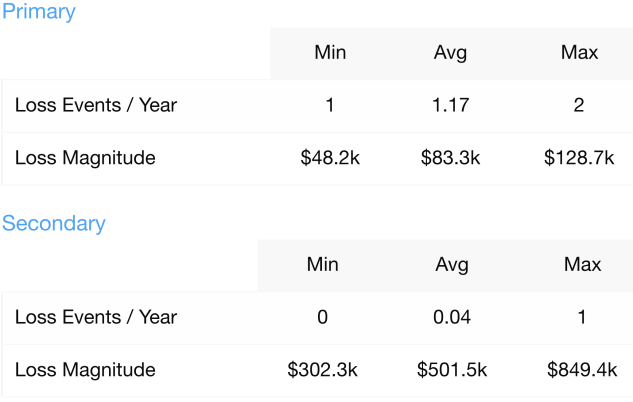 Primary
Min Avg Max
Loss Events / Year 1 1.17 2
Loss Magnitude $48.2k $83.3k $128.7k
Secondary
Min Avg Max
Loss Events / Year 0 0.04 1
Loss Magnitude $302.3k $501.5k $849.4k